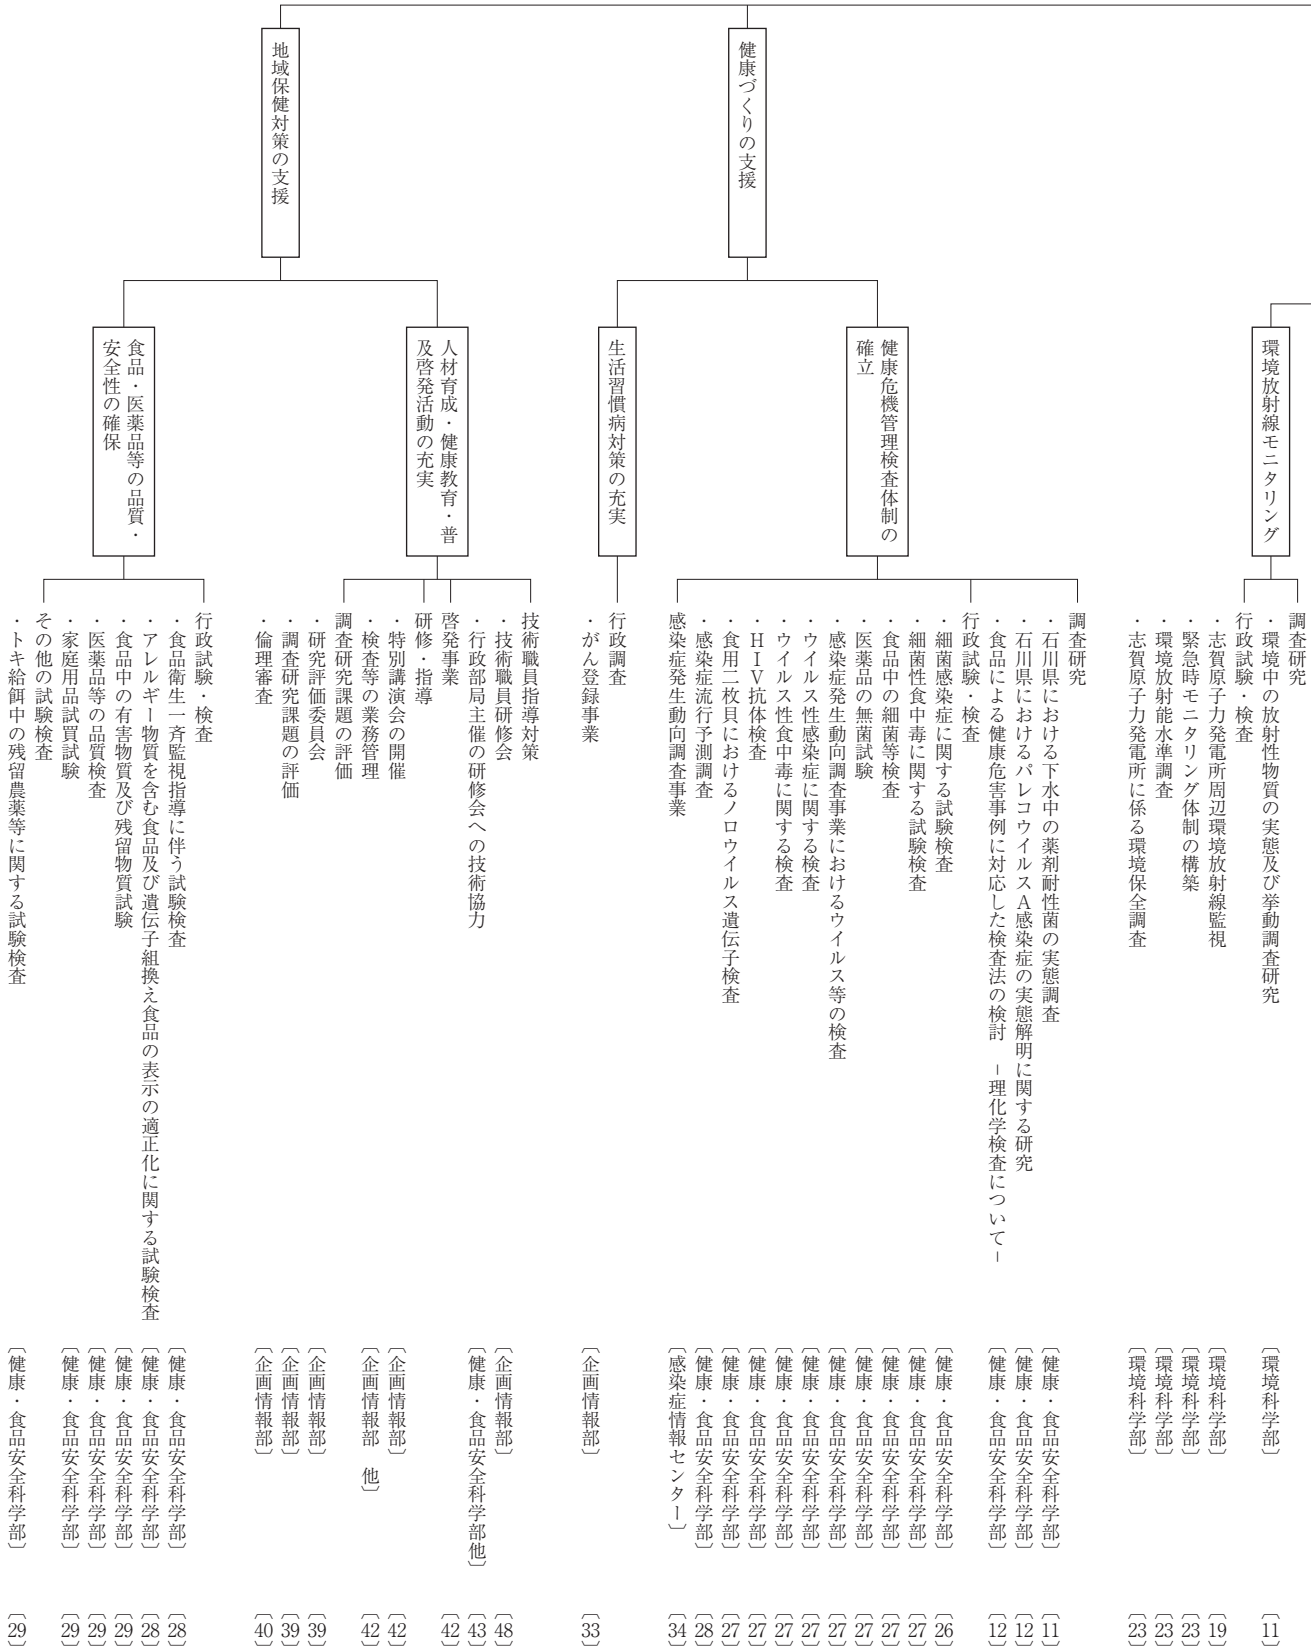 環境放射線モニタリング
調査研究
・環境中の放射性物質の実態及び挙動調査研究 〔環境科学部〕 〔11〕
行政試験・検査
・志賀原子力発電所周辺環境放射線監視 〔環境科学部〕 〔19〕
・緊急時モニタリング体制の構築 〔環境科学部〕 〔23〕
・環境放射能水準調査 〔環境科学部〕 〔23〕
・志賀原子力発電所に係る環境保全調査 〔環境科学部〕 〔23〕
健康づくりの支援
健康危機管理検査体制の
確立
調査研究
・石川県における下水中の薬剤耐性菌の実態調査 〔健康・食品安全科学部〕 〔11〕
・石川県におけるパレコウイルスA感染症の実態解明に関する研究 〔健康・食品安全科学部〕 〔12〕
・食品による健康危害事例に対応した検査法の検討 －理化学検査について－ 〔健康・食品安全科学部〕 〔12〕
行政試験・検査
・細菌感染症に関する試験検査 〔健康・食品安全科学部〕 〔26〕
・細菌性食中毒に関する試験検査 〔健康・食品安全科学部〕 〔27〕
・食品中の細菌等検査 〔健康・食品安全科学部〕 〔27〕
・医薬品の無菌試験 〔健康・食品安全科学部〕 〔27〕
・感染症発生動向調査事業におけるウイルス等の検査 〔健康・食品安全科学部〕 〔27〕
・ウイルス性感染症に関する検査 〔健康・食品安全科学部〕 〔27〕
・ウイルス性食中毒に関する検査 〔健康・食品安全科学部〕 〔27〕
・HIV抗体検査 〔健康・食品安全科学部〕 〔27〕
・食用二枚貝におけるノロウイルス遺伝子検査 〔健康・食品安全科学部〕 〔27〕
・感染症流行予測調査 〔健康・食品安全科学部〕 〔28〕
感染症発生動向調査事業 〔感染症情報センター〕 〔34〕
生活習慣病対策の充実
行政調査
・がん登録事業 〔企画情報部〕 〔33〕
地域保健対策の支援
人材育成・健康教育・普
及啓発活動の充実
技術職員指導対策
・技術職員研修会 〔企画情報部〕 〔48〕
・行政部局主催の研修会への技術協力 〔健康・食品安全科学部他〕 〔43〕
啓発事業 〔42〕
研修・指導
・特別講演会の開催 〔企画情報部〕 〔42〕
・検査等の業務管理 〔企画情報部 他〕 〔42〕
調査研究課題の評価
・研究評価委員会 〔企画情報部〕 〔39〕
・調査研究課題の評価 〔企画情報部〕 〔39〕
・倫理審査 〔企画情報部〕 〔40〕
食品・医薬品等の品質・
安全性の確保
行政試験・検査
・食品衛生一斉監視指導に伴う試験検査 〔健康・食品安全科学部〕 〔28〕
・アレルギー物質を含む食品及び遺伝子組換え食品の表示の適正化に関する試験検査 〔健康・食品安全科学部〕 〔28〕
・食品中の有害物質及び残留物質試験 〔健康・食品安全科学部〕 〔29〕
・医薬品等の品質検査 〔健康・食品安全科学部〕 〔29〕
・家庭用品試買試験 〔健康・食品安全科学部〕 〔29〕
その他の試験検査
・トキ給餌中の残留農薬等に関する試験検査 〔健康・食品安全科学部〕 〔29〕